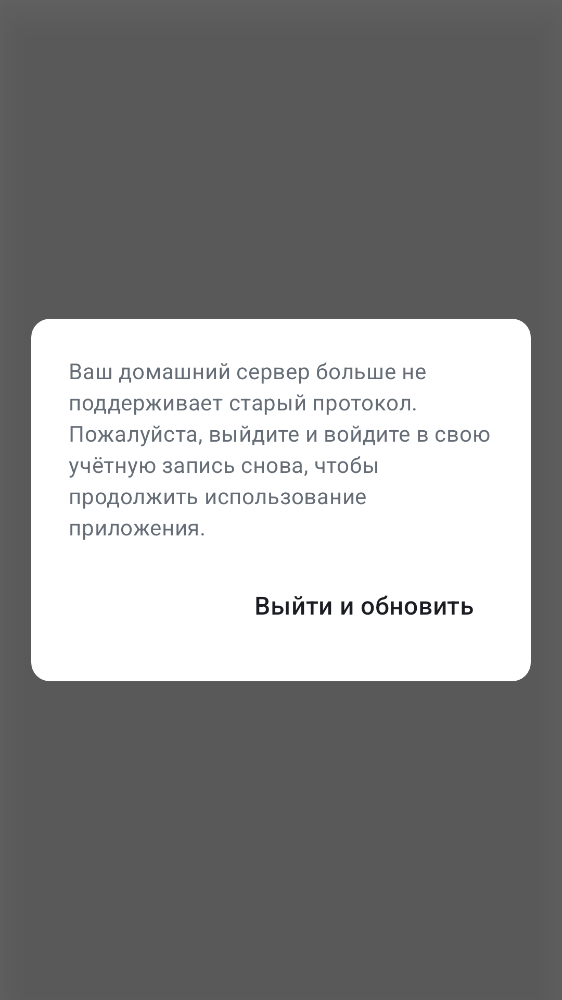 Ваш домашний сервер больше не
поддерживает старый протокол.
Пожалуйста, выйдите и войдите в свою
учётную запись снова, чтобы
продолжить использование
приложения.
Выйти и обновить